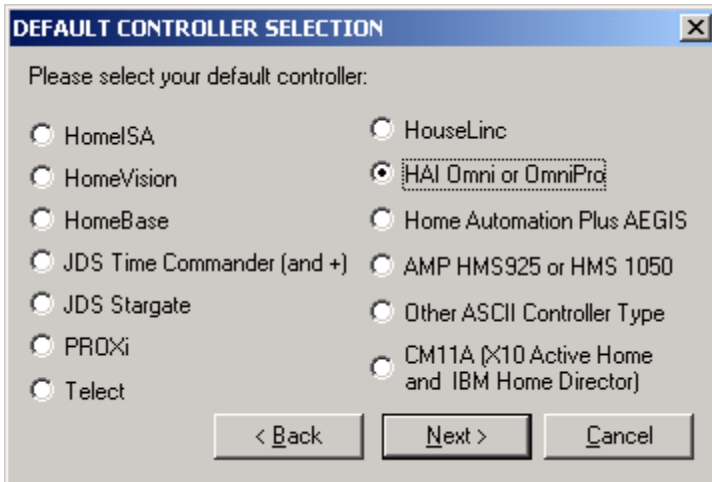 DEFAULT CONTROLLER SELECTION
Please select your default controller:
HomeISA
HomeVision
HomeBase
JDS Time Commander (and +)
JDS Stargate
PROXi
Telect
HouseLinc
HAI Omni or OmniPro
Home Automation Plus AEGIS
AMP HMS925 or HMS 1050
Other ASCII Controller Type
CM11A (X10 Active Home
and IBM Home Director)
< Back
Next >
Cancel